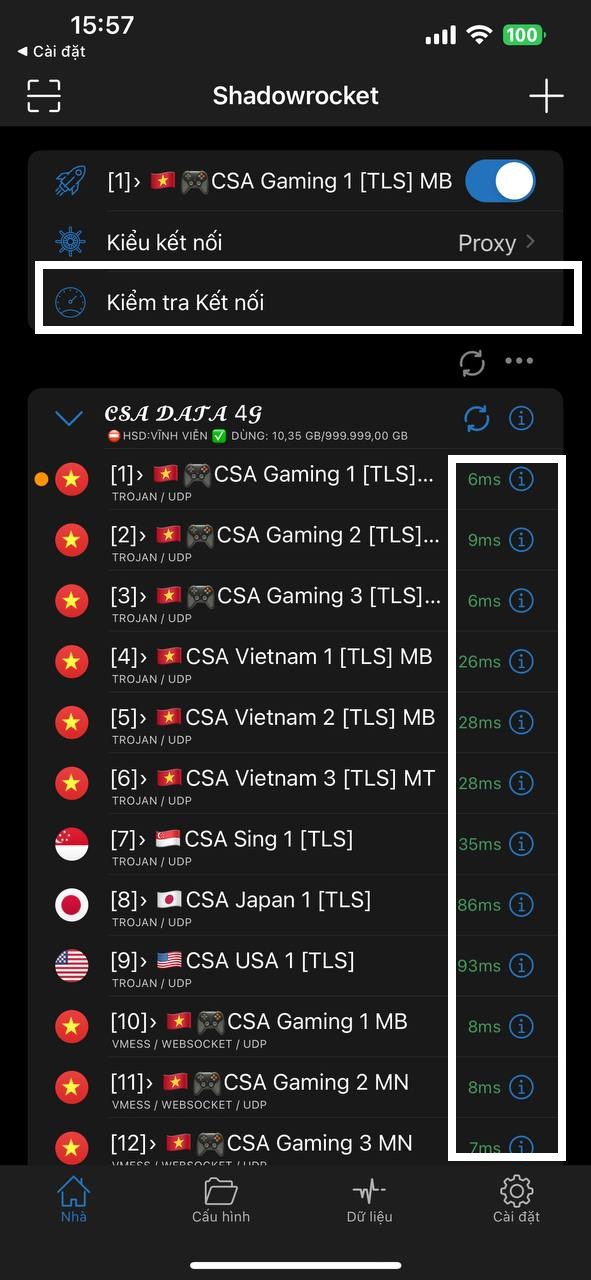 15:57
◀ Cài đặt
100
Shadowrocket
[1]› 🇻🇳🎮CSA Gaming 1 [TLS] MB
Kiểu kết nối Proxy
Kiểm tra Kết nối
𝓒𝓢𝓐 𝓓𝓐𝓣𝓐 4𝓖
⛔HSD:VĨNH VIỄN ✅ DÙNG: 10,35 GB/999.999,00 GB
[1]› 🇻🇳🎮CSA Gaming 1 [TLS]... 6ms
TROJAN / UDP
[2]› 🇻🇳🎮CSA Gaming 2 [TLS]... 9ms
TROJAN / UDP
[3]› 🇻🇳🎮CSA Gaming 3 [TLS]... 6ms
TROJAN / UDP
[4]› 🇻🇳CSA Vietnam 1 [TLS] MB 26ms
TROJAN / UDP
[5]› 🇻🇳CSA Vietnam 2 [TLS] MB 28ms
TROJAN / UDP
[6]› 🇻🇳CSA Vietnam 3 [TLS] MT 28ms
TROJAN / UDP
[7]› 🇸🇬CSA Sing 1 [TLS] 35ms
TROJAN / UDP
[8]› 🇯🇵CSA Japan 1 [TLS] 86ms
TROJAN / UDP
[9]› 🇺🇸CSA USA 1 [TLS] 93ms
TROJAN / UDP
[10]› 🇻🇳🎮CSA Gaming 1 MB 8ms
VMESS / WEBSOCKET / UDP
[11]› 🇻🇳🎮CSA Gaming 2 MN 8ms
VMESS / WEBSOCKET / UDP
[12]› 🇻🇳🎮CSA Gaming 3 MN 7ms
VMESS / WEBSOCKET / UDP
Nhà Cấu hình Dữ liệu Cài đặt